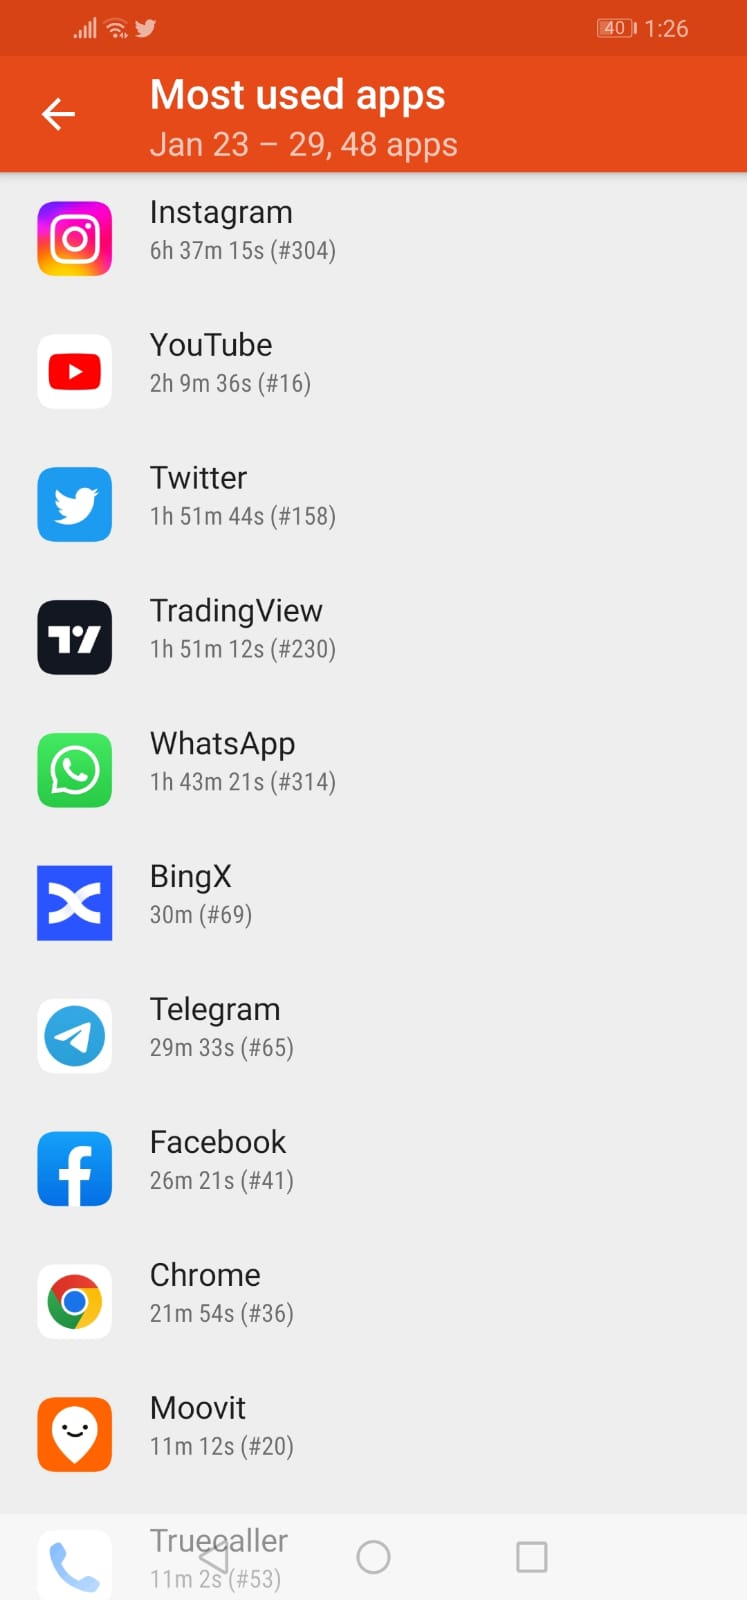 40 1:26
Most used apps
Jan 23 – 29, 48 apps
Instagram
6h 37m 15s (#304)
YouTube
2h 9m 36s (#16)
Twitter
1h 51m 44s (#158)
TradingView
1h 51m 12s (#230)
WhatsApp
1h 43m 21s (#314)
BingX
30m (#69)
Telegram
29m 33s (#65)
Facebook
26m 21s (#41)
Chrome
21m 54s (#36)
Moovit
11m 12s (#20)
Truecaller
11m 2s (#53)